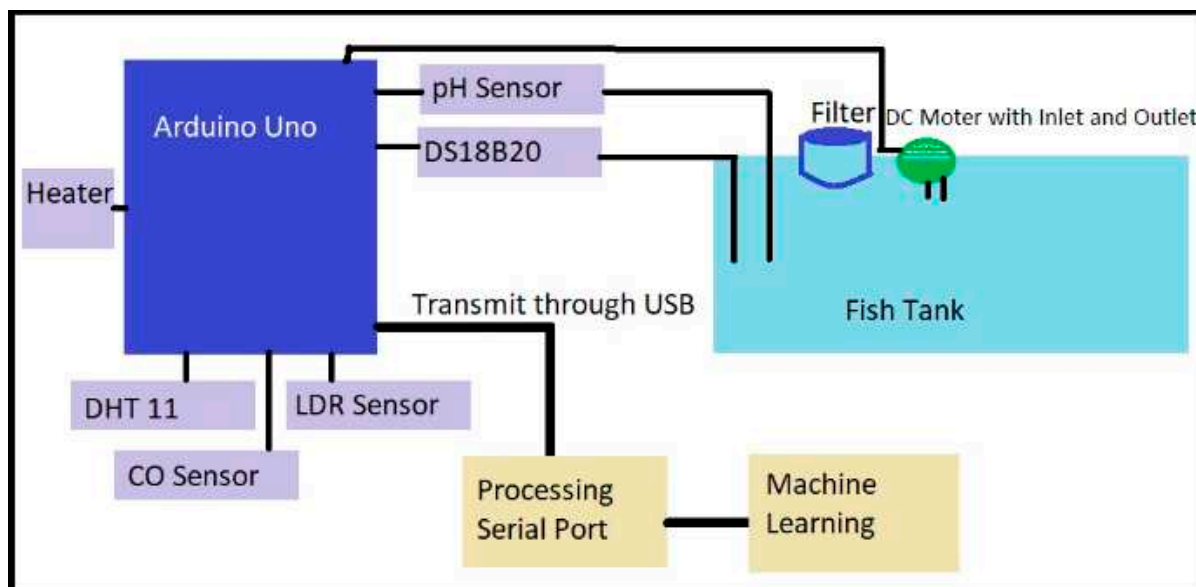 Arduino Uno
pH Sensor
DS18B20
Filter
DC Moter with Inlet and Outlet
Heater
Transmit through USB
Fish Tank
DHT 11
LDR Sensor
CO Sensor
Processing
Serial Port
Machine
Learning